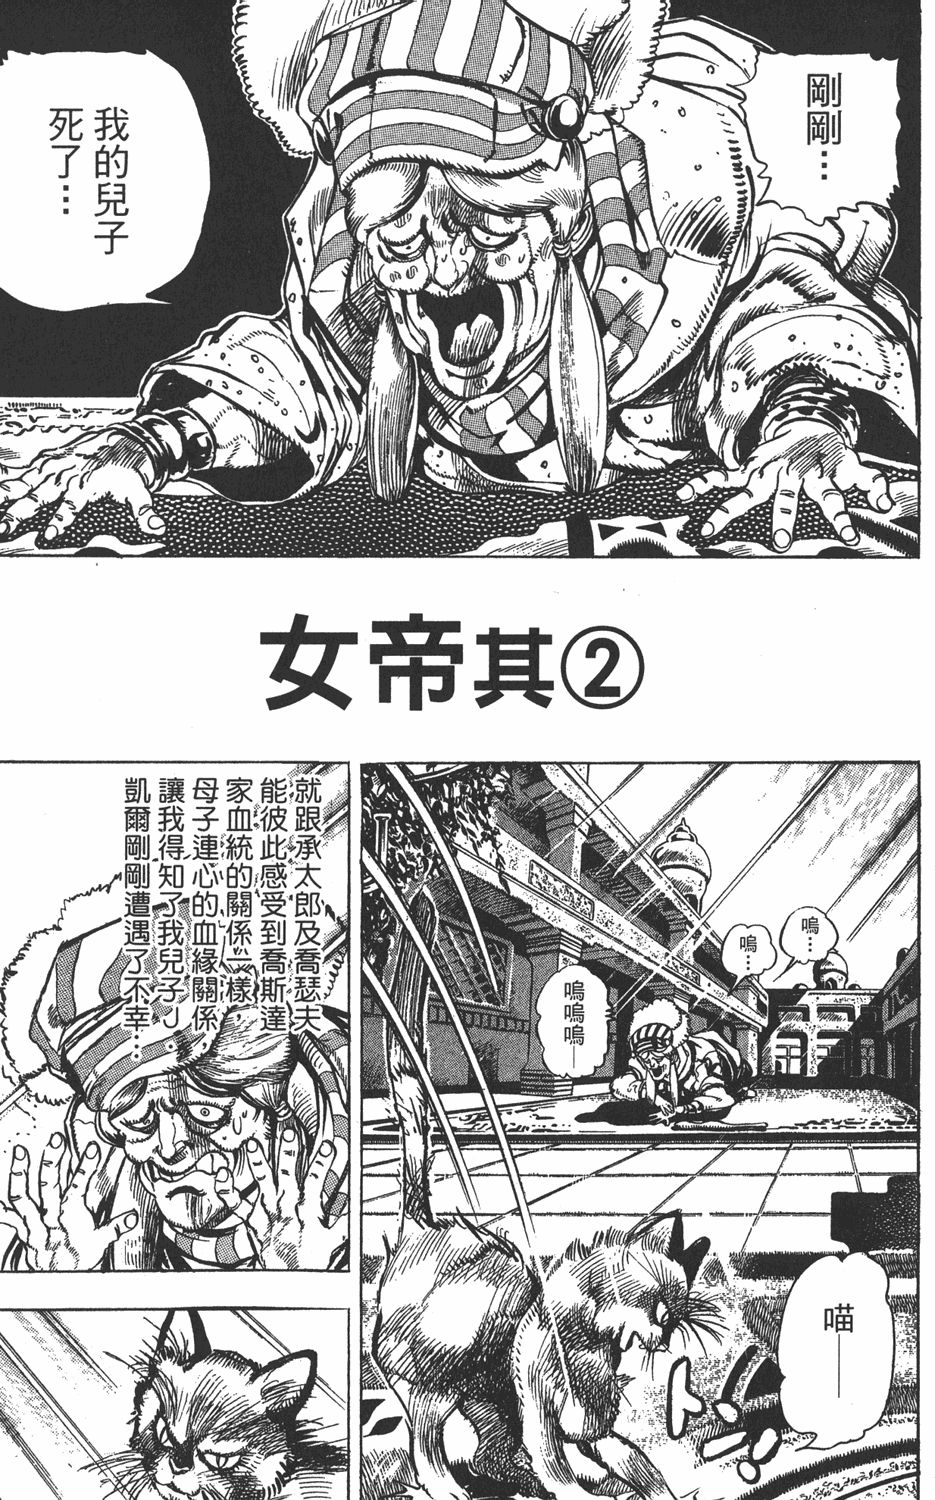 剛剛…
我的兒子
死了…
女帝其②
嗚…
嗚…
嗚嗚嗚——
喵——
就跟承太郎及喬瑟夫
能彼此感受到喬斯達
家血統的關係一樣，
母子連心的血緣關係
讓我得知了我兒子J．
凱爾剛剛遭遇了不幸…